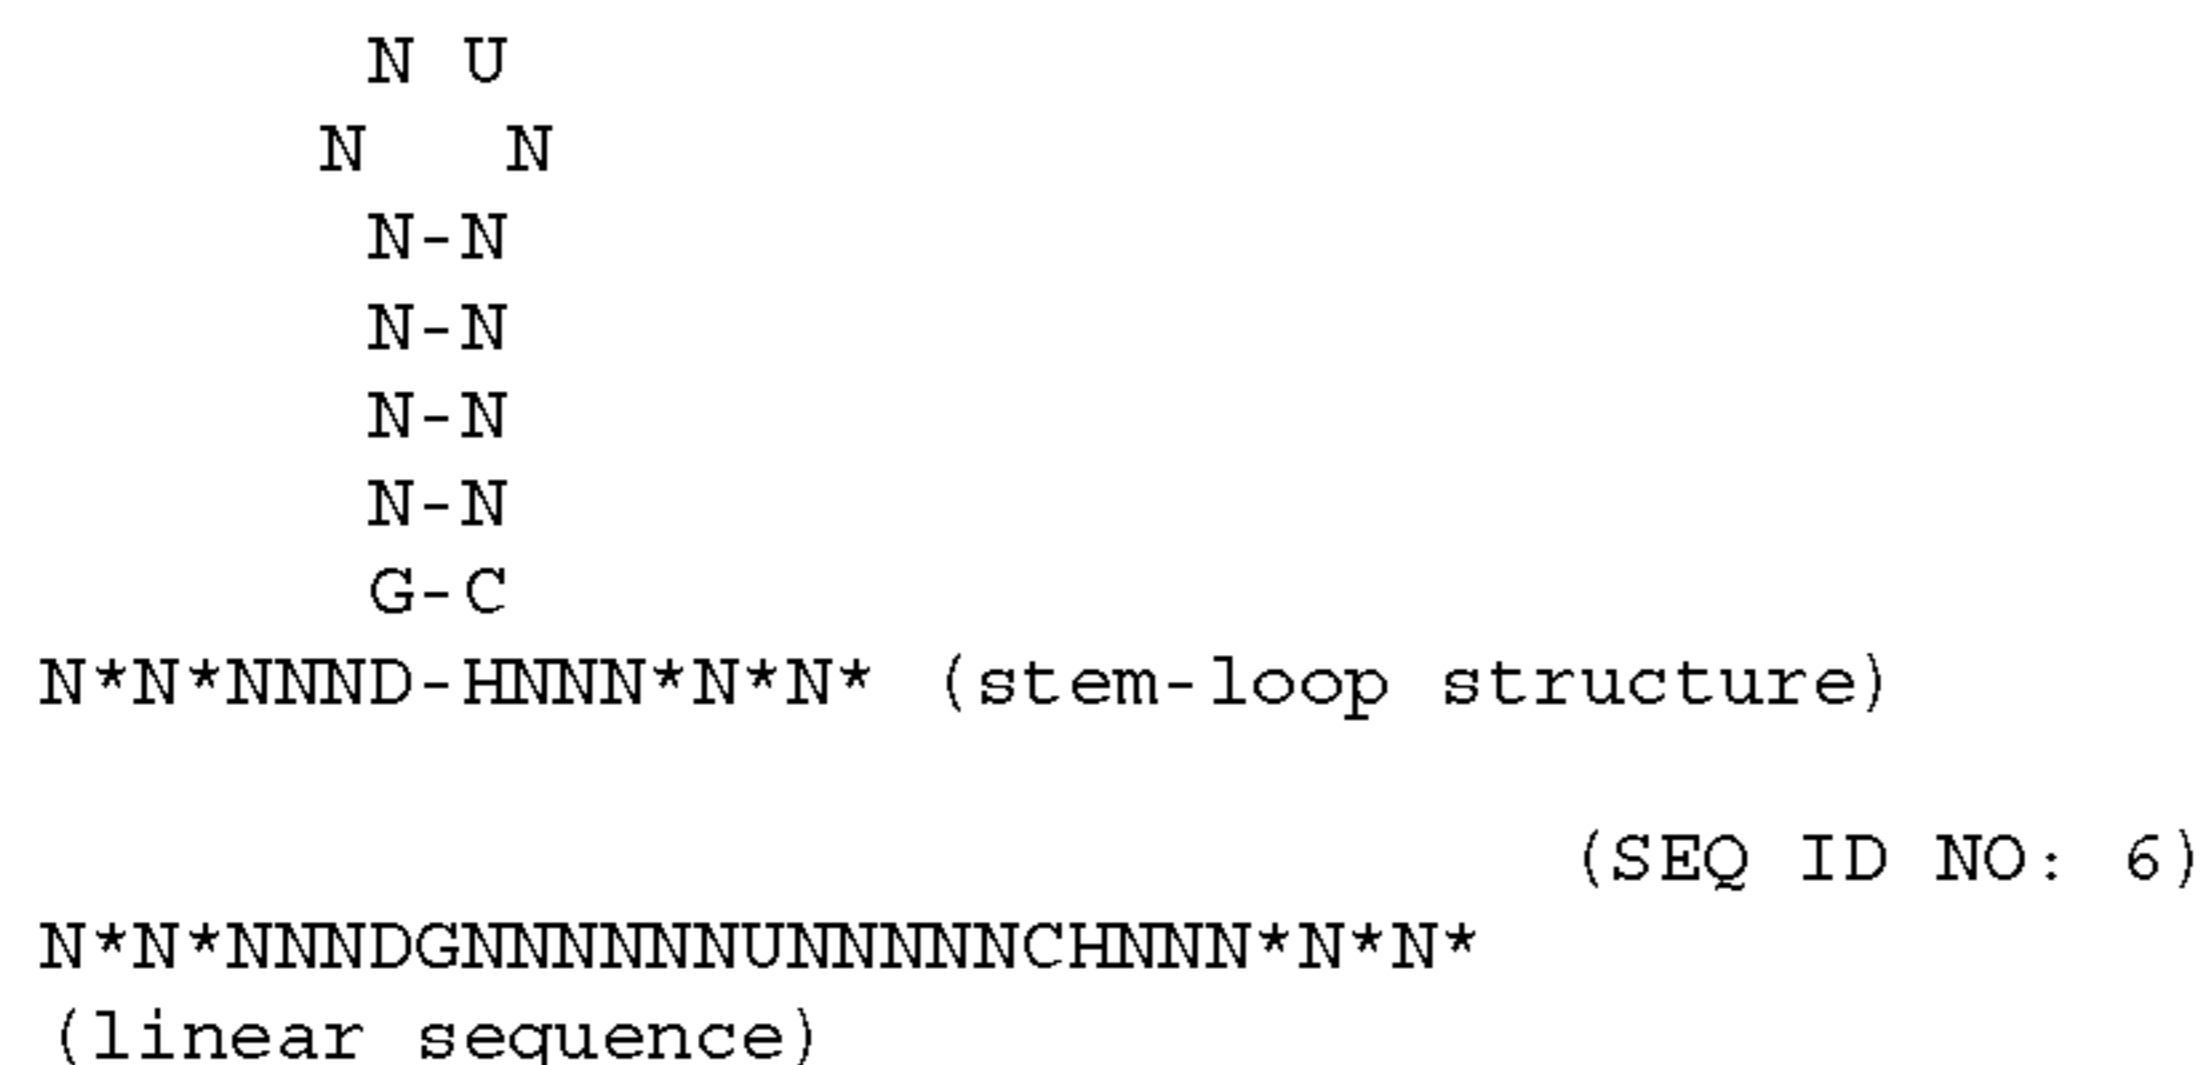 N U
N N
N-N
N-N
N-N
N-N
G-C
N*N*NNND-HNNN*N*N* (stem-loop structure)
(SEQ ID NO: 6)
N*N*NNNDGNNNNNNUNNNNNCHNNN*N*N*
(linear sequence)